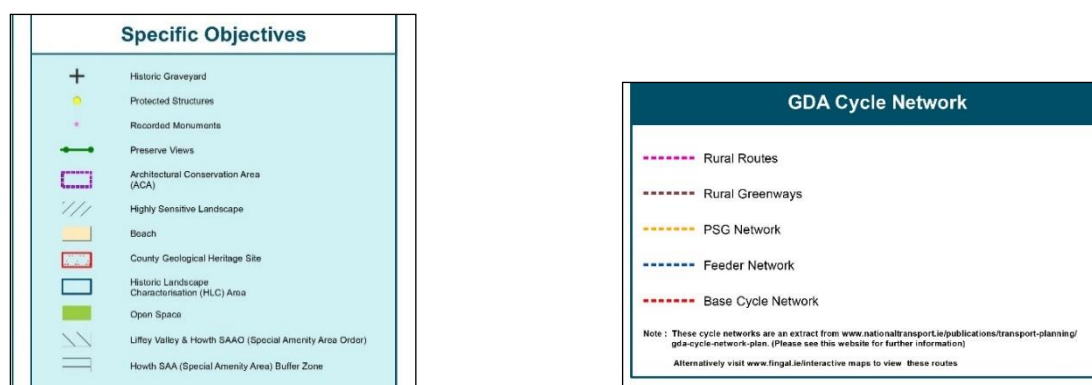 Specific Objectives
Historic Graveyard
Protected Structures
Recorded Monuments
Preserve Views
Architectural Conservation Area
(ACA)
Highly Sensitive Landscape
Beach
County Geological Heritage Site
Historic Landscape
Characterisation (HLC) Area
Open Space
Liffey Valley & Howth SAAO (Special Amenity Area Order)
Howth SAA (Special Amenity Area) Buffer Zone
GDA Cycle Network
Rural Routes
Rural Greenways
PSG Network
Feeder Network
Base Cycle Network
Note : These cycle networks are an extract from www.nationaltransport.ie/publications/transport-planning/
gda-cycle-network-plan. (Please see this website for further information)
Alternatively visit www.fingal.ie/interactive maps to view these routes